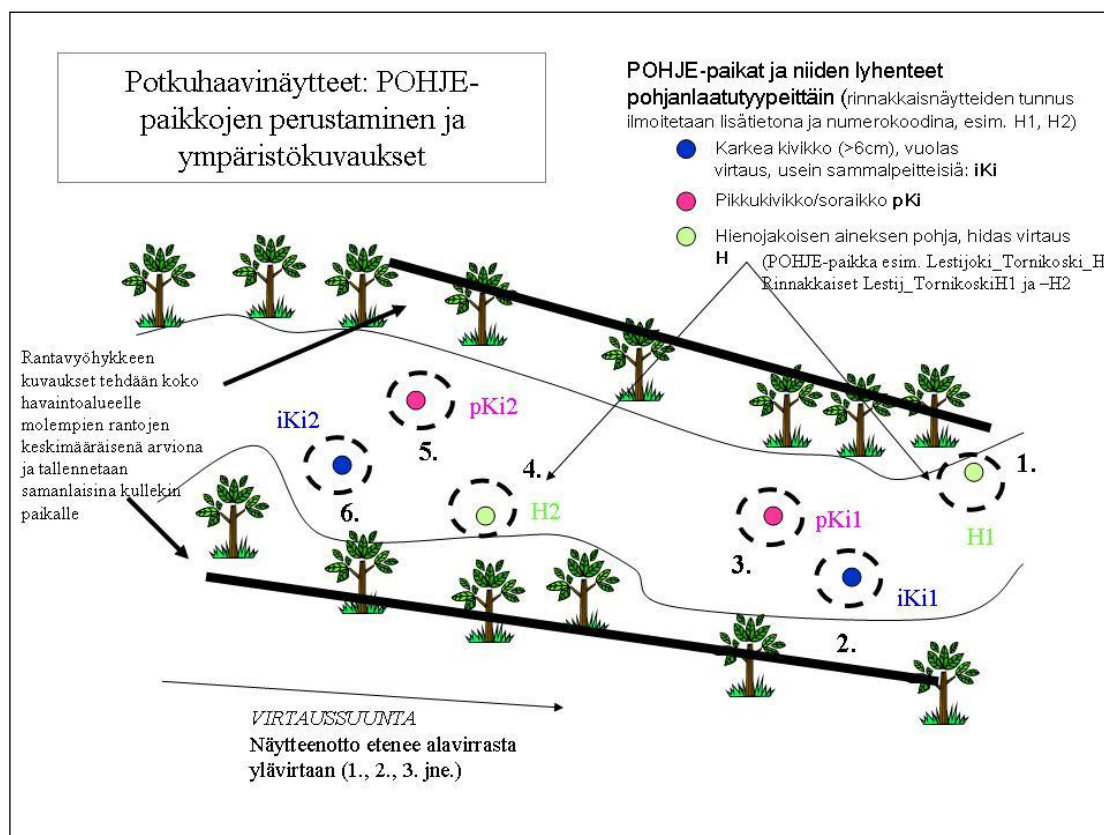 Potkuhaavinäytteet: POHJE-
paikkojen perustaminen ja
ympäristökuvaukset
POHJE-paikat ja niiden lyhenteet
pohjanlaatutyypeittäin (rinnakkaisnäytteiden tunnus
ilmoitetaan lisätietona ja numerokoodina, esim. H1, H2)
Karkea kivikko (>6cm), vuolas
virtaus, usein sammalpeitteisiä: iKi
Pikkukivikko/soraikko pKi
Hienojakoisen aineksen pohja, hidas virtaus
H (POHJE-paikka esim. Lestijoki_Tornikoski_H
Rinnakkaiset Lestij_TornikoskiH1 ja –H2
Rantavyöhykkeen
kuvaukset tehdään koko
havaintoalueelle
molempien rantojen
keskimääräisenä arviona
ja tallennetaan
samanlaisina kullekin
paikalle
iKi2
pKi2
5.
4.
6.
H2
pKi1
3.
iKi1
2.
1.
H1
VIRTAUSSUUNTA
Näytteenotto etenee alavirrasta
ylävirtaan (1., 2., 3. jne.)